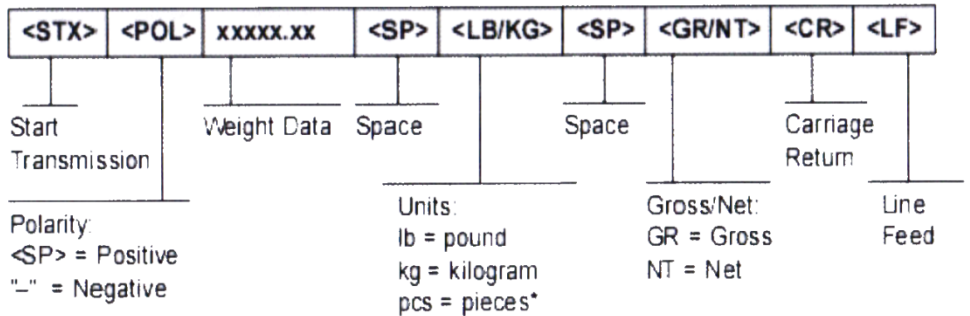 <STX> <POL> xxxxx.xx <SP> <LB/KG> <SP> <GR/NT> <CR> <LF>
Start
Transmission
Weight Data
Space
Space
Carriage
Return
Polarity:
<SP> = Positive
"–" = Negative
Units:
lb = pound
kg = kilogram
pcs = pieces*
Gross/Net:
GR = Gross
NT = Net
Line
Feed